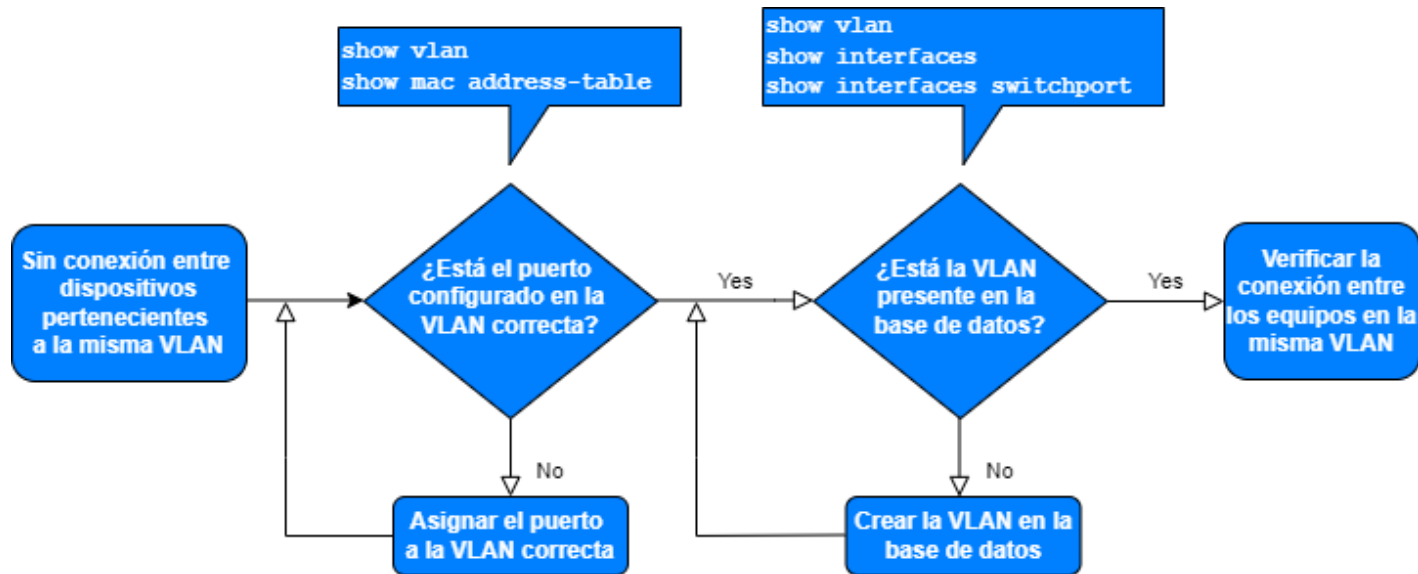 show vlan
show mac address-table
show vlan
show interfaces
show interfaces switchport
Sin conexión entre
dispositivos
pertenecientes
a la misma VLAN
¿Está el puerto
configurado en la
VLAN correcta?
Yes
¿Está la VLAN
presente en la
base de datos?
Yes
Verificar la
conexión entre
los equipos en la
misma VLAN
No
Asignar el puerto
a la VLAN correcta
No
Crear la VLAN en la
base de datos